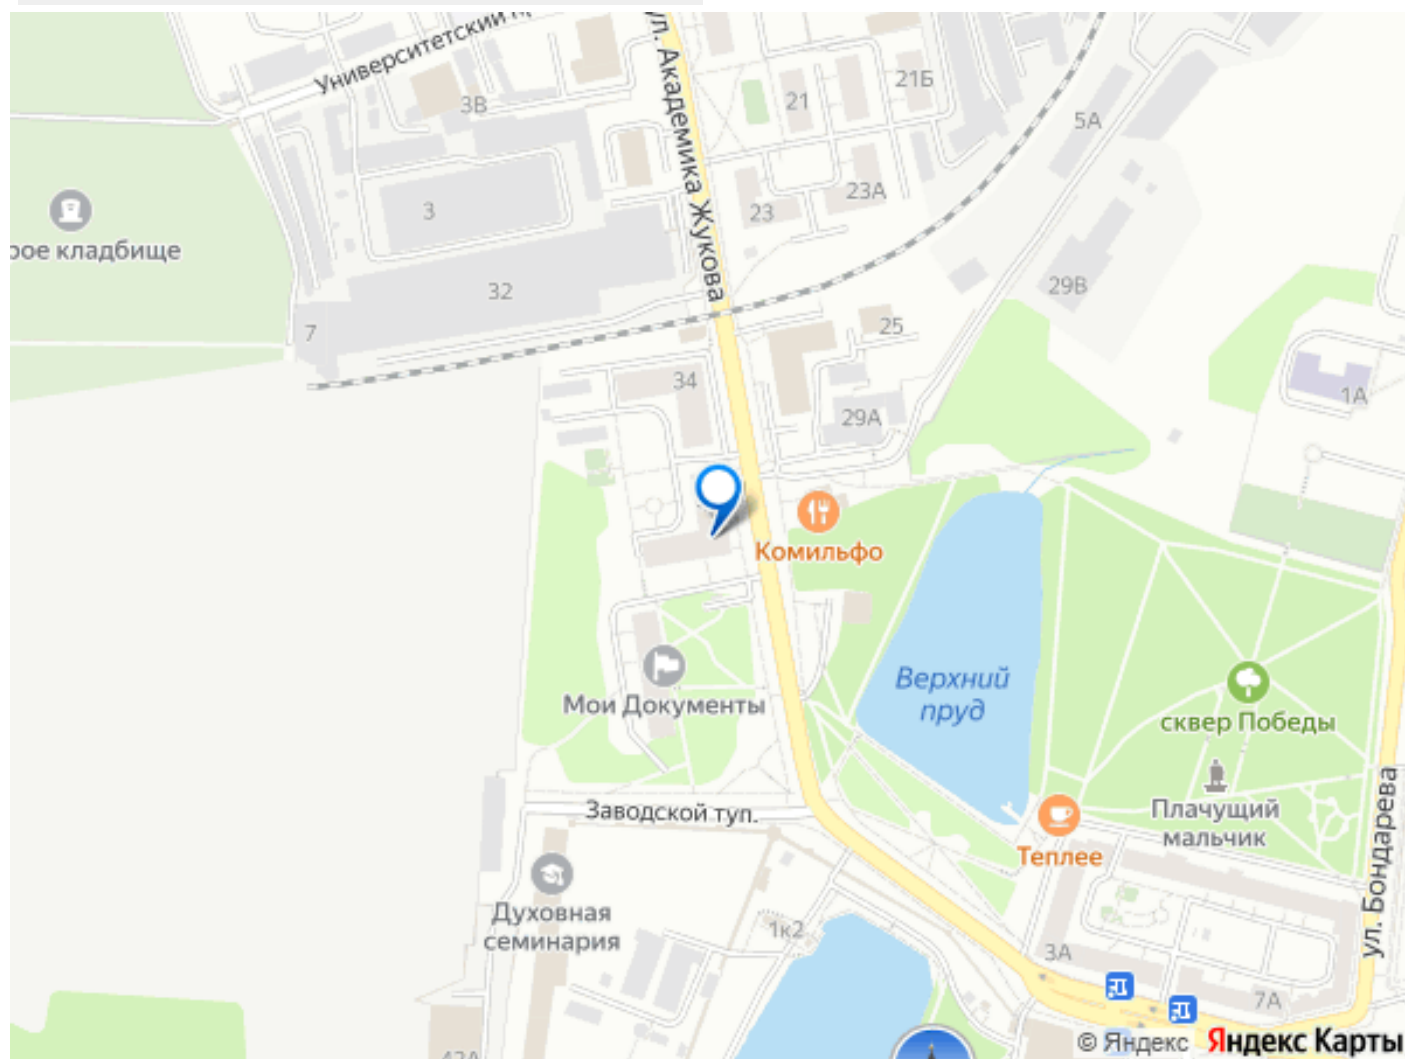 Университетский пр
ул. Академика Жукова
21Б
21
3В
5А
23А
23
3
рое кладбище
29В
32
25
7
34
1А
29А
Комильфо
Верхний
пруд
Мои Документы
сквер Победы
Плачущий
мальчик
Заводской туп.
Теплее
ул. Бондарева
Духовная
семинария
1к2
3А
7А
© Яндекс Яндекс Карты